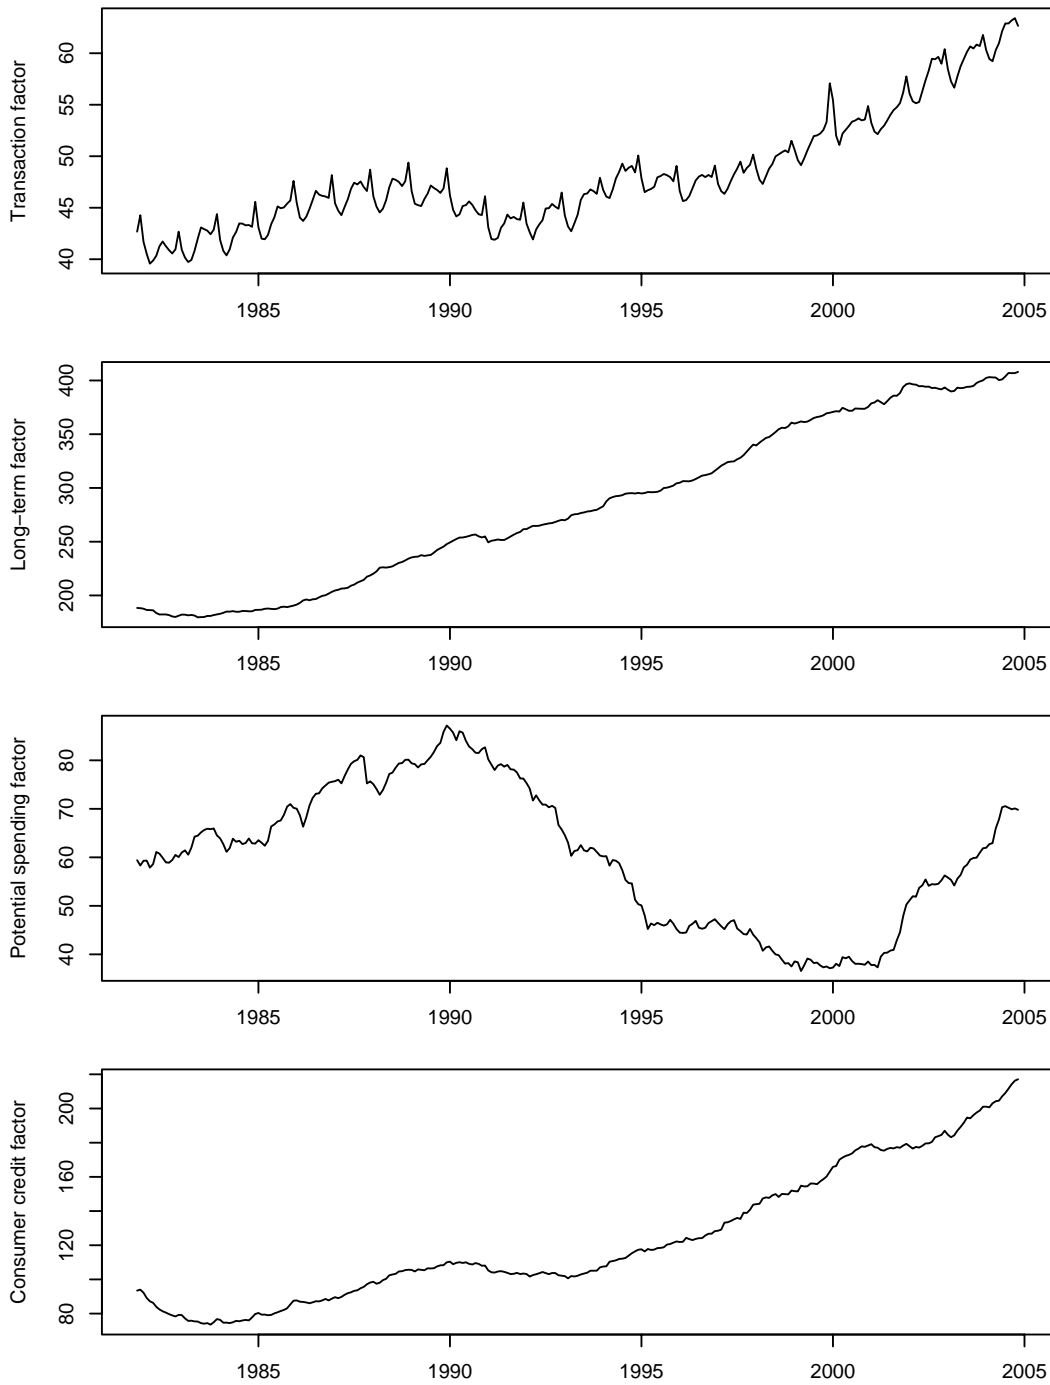 Transaction factor
60
55
50
45
40
1985 1990 1995 2000 2005
Long−term factor
400
350
300
250
200
1985 1990 1995 2000 2005
Potential spending factor
80
70
60
50
40
1985 1990 1995 2000 2005
Consumer credit factor
200
160
120
80
1985 1990 1995 2000 2005